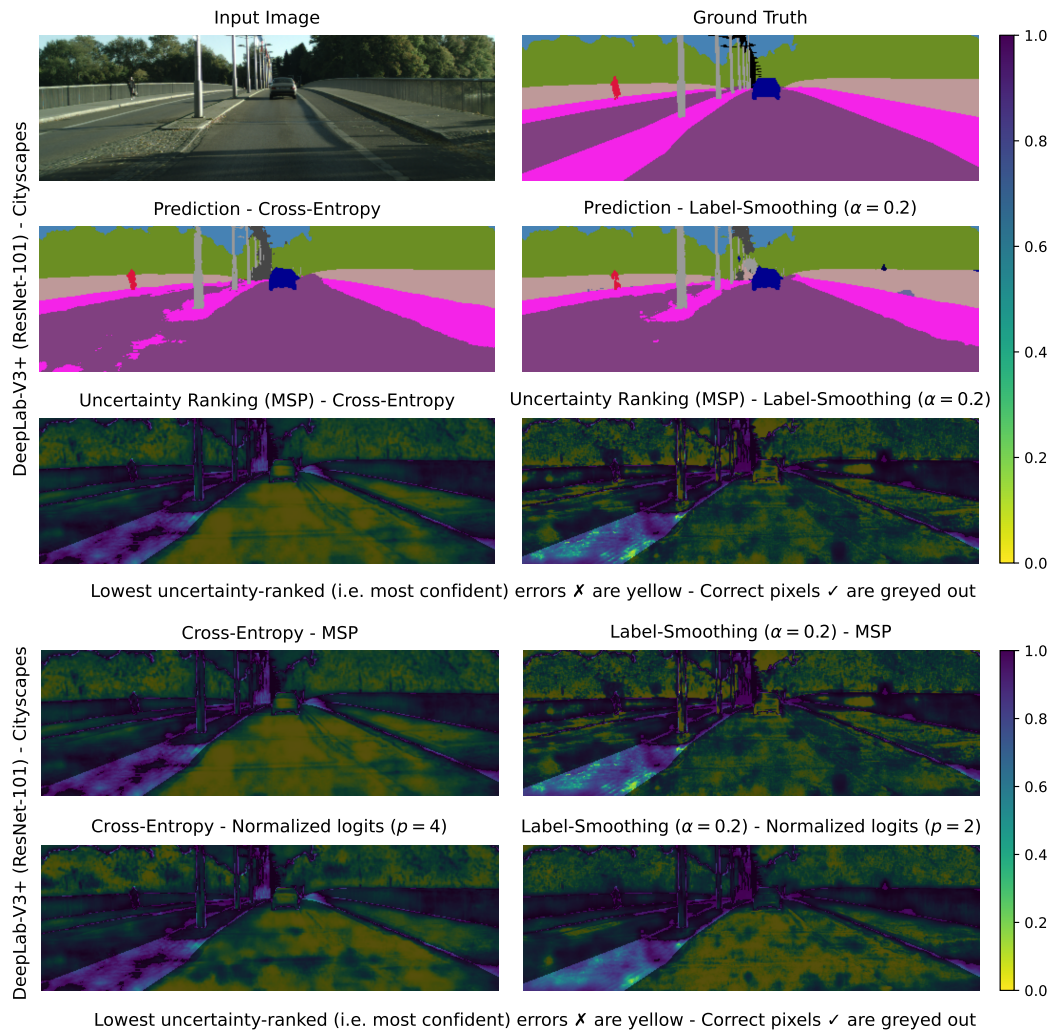 Input Image
Ground Truth
1.0
0.8
0.6
0.4
0.2
0.0
DeepLab-V3+ (ResNet-101) - Cityscapes
Prediction - Cross-Entropy
Prediction - Label-Smoothing (α = 0.2)
Uncertainty Ranking (MSP) - Cross-Entropy
Uncertainty Ranking (MSP) - Label-Smoothing (α = 0.2)
Lowest uncertainty-ranked (i.e. most confident) errors ✗ are yellow - Correct pixels ✓ are greyed out
Cross-Entropy - MSP
Label-Smoothing (α = 0.2) - MSP
1.0
0.8
0.6
0.4
0.2
0.0
DeepLab-V3+ (ResNet-101) - Cityscapes
Cross-Entropy - Normalized logits (p = 4)
Label-Smoothing (α = 0.2) - Normalized logits (p = 2)
Lowest uncertainty-ranked (i.e. most confident) errors ✗ are yellow - Correct pixels ✓ are greyed out